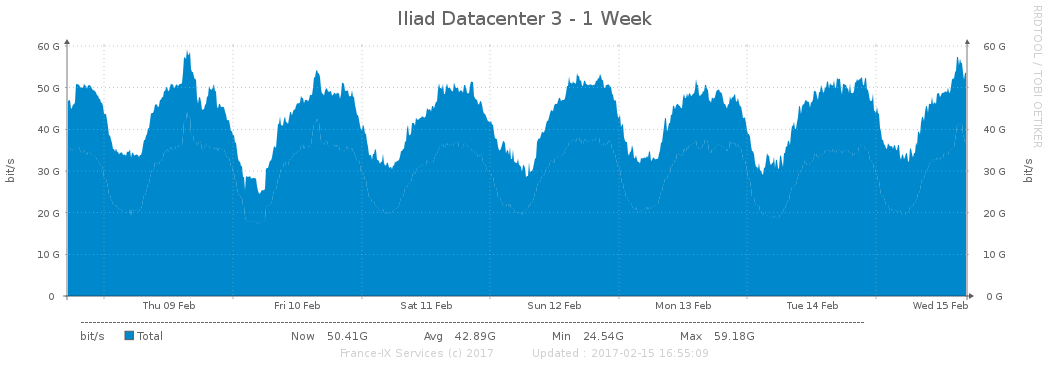 Iliad Datacenter 3 - 1 Week
RRDTOOL / TOBI OETIKER
60 G 60 G
50 G 50 G
40 G 40 G
30 G 30 G
20 G 20 G
10 G 10 G
0 0 G
bit/s
bit/s
Thu 09 Feb Fri 10 Feb Sat 11 Feb Sun 12 Feb Mon 13 Feb Tue 14 Feb Wed 15 Feb
bit/s Total Now 50.41G Avg 42.89G Min 24.54G Max 59.18G
France-IX Services (c) 2017 Updated : 2017-02-15 16:55:09